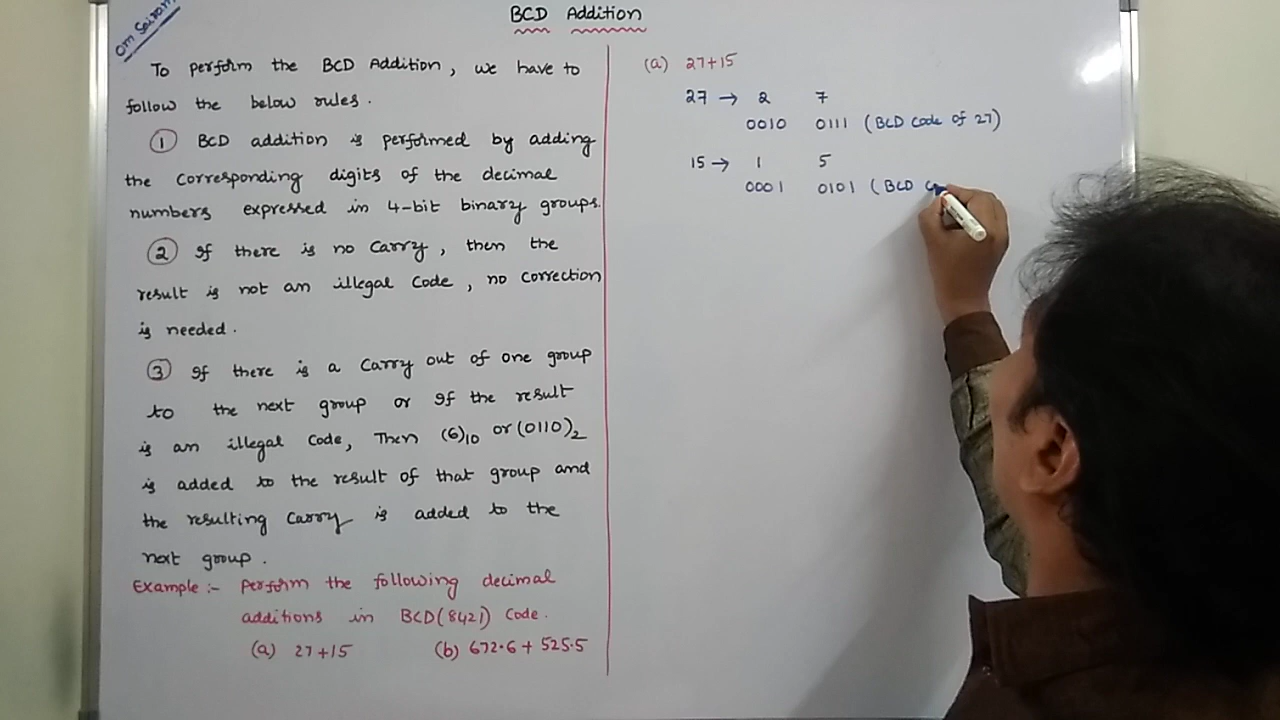 Om Sairam
BCD Addition
To perform the BCD Addition, we have to
follow the below rules.
1 BCD addition is performed by adding
the corresponding digits of the decimal
numbers expressed in 4-bit binary groups.
2 If there is no carry, then the
result is not an illegal code, no correction
is needed.
3 If there is a carry out of one group
to the next group or If the result
is an illegal code, Then (6)10 or (0110)2
is added to the result of that group and
the resulting carry is added to the
next group.
Example :- Perform the following decimal
additions in BCD(8421) Code.
(a) 27+15 (b) 672.6 + 525.5
(a) 27+15
27 → 2 7
0010 0111 (BCD Code of 27)
15 → 1 5
0001 0101 (BCD